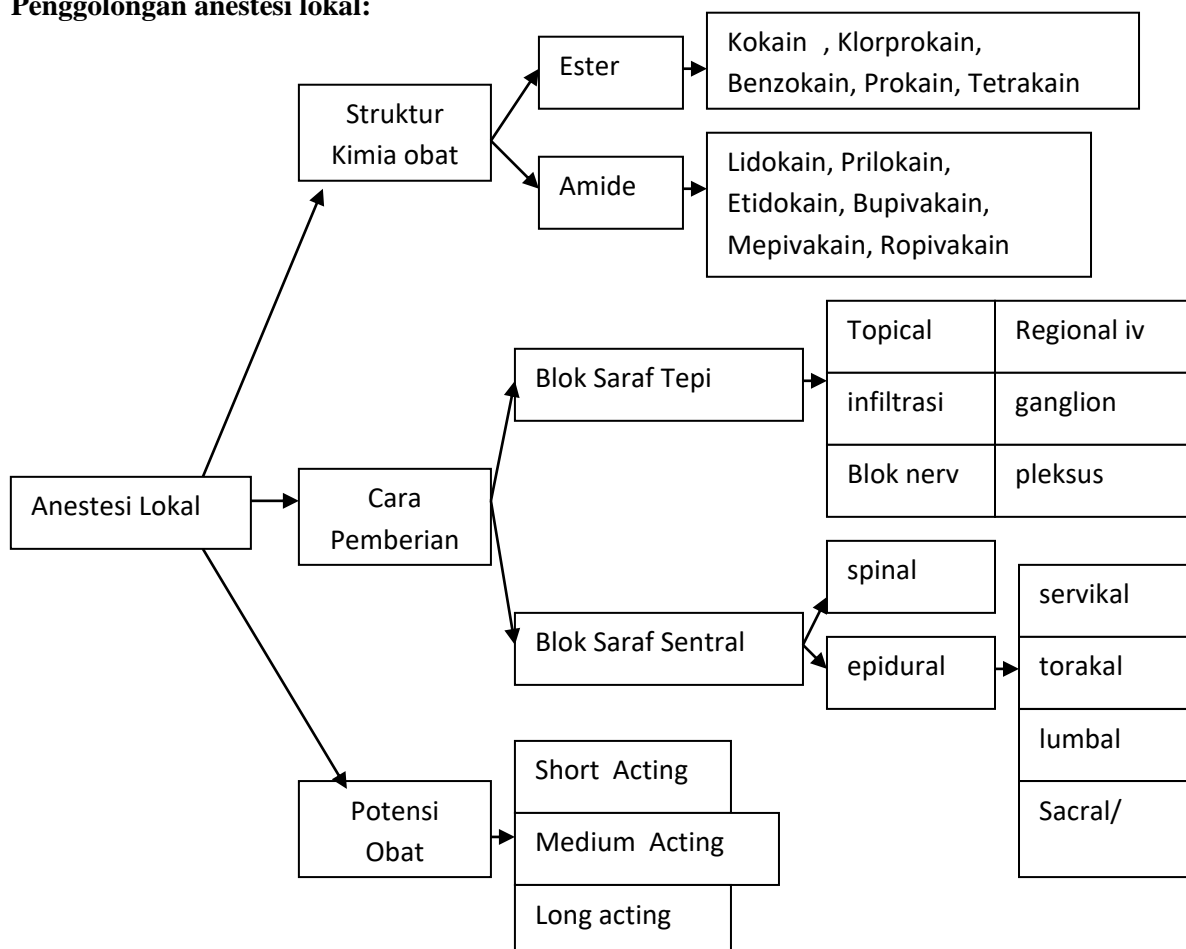 Penggolongan anestesi lokal:
Ester
Kokain , Klorprokain,
Benzokain, Prokain, Tetrakain
Struktur
Kimia obat
Amide
Lidokain, Prilokain,
Etidokain, Bupivakain,
Mepivakain, Ropivakain
Topical
Regional iv
Blok Saraf Tepi
infiltrasi
ganglion
Blok nerv
pleksus
Anestesi Lokal
Cara
Pemberian
spinal
servikal
Blok Saraf Sentral
epidural
torakal
lumbal
Sacral/
Short Acting
Potensi
Obat
Medium Acting
Long acting